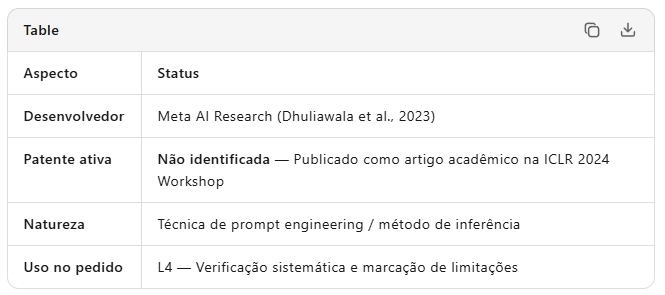 Table
Aspecto Status
Desenvolvedor Meta AI Research (Dhuliawala et al., 2023)
Patente ativa Não identificada — Publicado como artigo acadêmico na ICLR 2024
Workshop
Natureza Técnica de prompt engineering / método de inferência
Uso no pedido L4 — Verificação sistemática e marcação de limitações